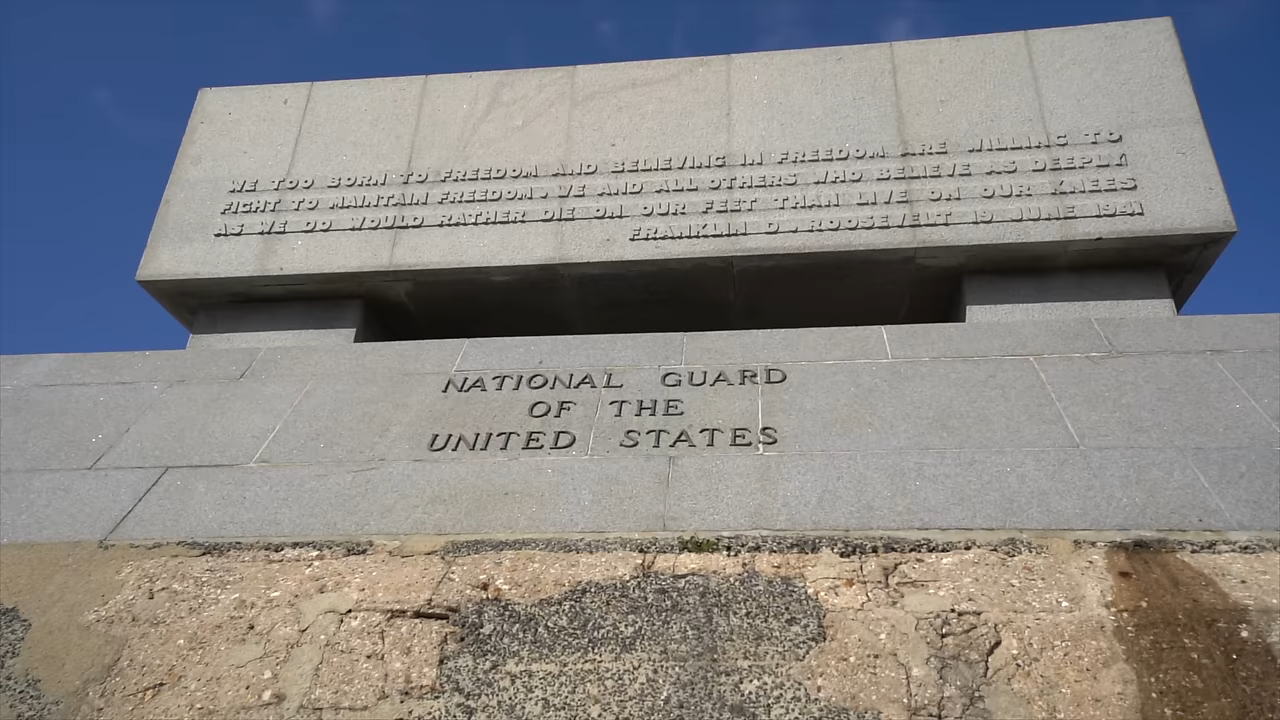 WE TOO BORN TO FREEDOM AND BELIEVING IN FREEDOM ARE WILLING TO
FIGHT TO MAINTAIN FREEDOM. WE AND ALL OTHERS WHO BELIEVE AS DEEPLY
AS WE DO WOULD RATHER DIE ON OUR FEET THAN LIVE ON OUR KNEES
FRANKLIN D. ROOSEVELT 19 JUNE 1941
NATIONAL GUARD
OF THE
UNITED STATES